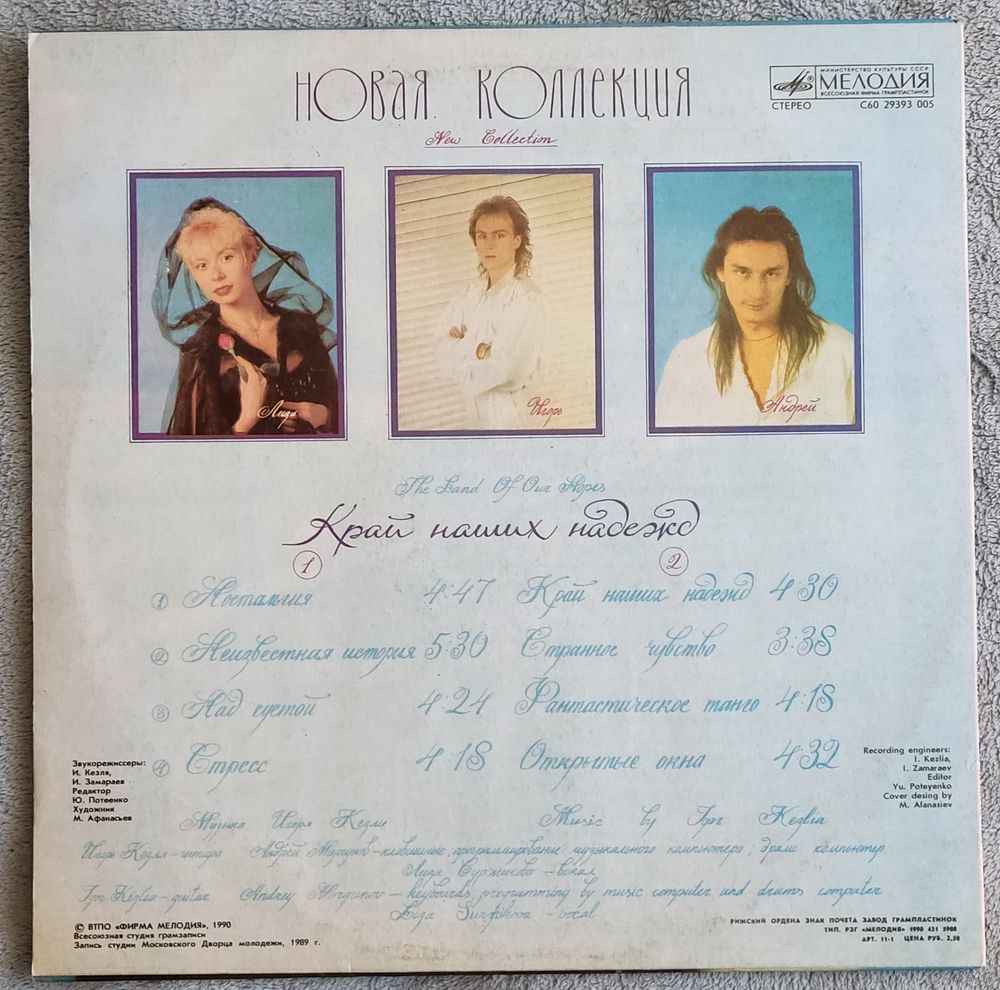 НОВАЯ КОЛЛЕКЦИЯ
New Collection
МИНИСТЕРСТВО КУЛЬТУРЫ СССР
МЕЛОДИЯ
ВСЕСОЮЗНАЯ ФИРМА ГРАМПЛАСТИНОК
СТЕРЕО С60 29393 005
Лиза
Игорь
Андрей
The Land Of Our Hopes
Край наших надежд
1 2
1 Ностальгия 4·47 Край наших надежд 4·30
2 Неизвестная история 5·30 Странное чувство 3·38
3 Над суетой 4·24 Фантастическое танго 4·18
4 Стресс 4·18 Открытые окна 4·32
Звукорежиссеры:
И. Кезля,
И. Замараев
Редактор
Ю. Потеенко
Художник
М. Афанасьев
Recording engineers:
I. Kezlia,
I. Zamaraev
Editor
Yu. Poteyenko
Cover desing by
M. Afanasiev
Музыка Игоря Кезли Music by Igor Kezlia
Игорь Кезля – гитара Андрей Моргунов – клавишные, программирование музыкального компьютера, драмс компьютер
Лиза Суржикова – вокал
Igor Kezlia – guitar Andrey Morgunov – keyboards, programming by music computer and drums computer
Liza Surgikova – vocal
© ВТПО «ФИРМА МЕЛОДИЯ», 1990
Всесоюзная студия грамзаписи
Запись студии Московского Дворца молодежи, 1989 г.
РИЖСКИЙ ОРДЕНА ЗНАК ПОЧЕТА ЗАВОД ГРАМПЛАСТИНОК
ТИП. РЗГ «МЕЛОДИЯ» 1990 431 5900
АРТ. 11-1 ЦЕНА РУБ. 2,50